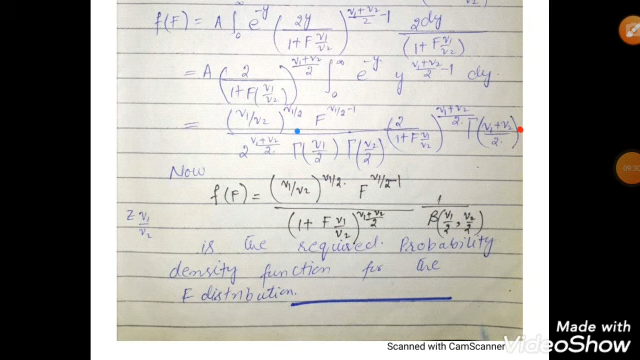 f(F) = A ∫₀^∞ e^{-y} (2y / (1+F ν₁/ν₂))^{(ν₁+ν₂)/2 - 1} 2dy / (1+F ν₁/ν₂)
= A (2 / (1+F(ν₁/ν₂)))^{(ν₁+ν₂)/2} ∫₀^∞ e^{-y} y^{(ν₁+ν₂)/2 - 1} dy.
= (ν₁/ν₂)^{ν₁/2} F^{ν₁/2-1} / (2^{(ν₁+ν₂)/2} Γ(ν₁/2) Γ(ν₂/2)) (2 / (1+F ν₁/ν₂))^{(ν₁+ν₂)/2} Γ((ν₁+ν₂)/2)
Now
f(F) = (ν₁/ν₂)^{ν₁/2} F^{ν₁/2-1} / (1+F ν₁/ν₂)^{(ν₁+ν₂)/2} 1 / β(ν₁/2, ν₂/2)
ν₁/ν₂
is the required Probability
density function for the
F distribution.
Scanned with CamScanner
Made with
VideoShow